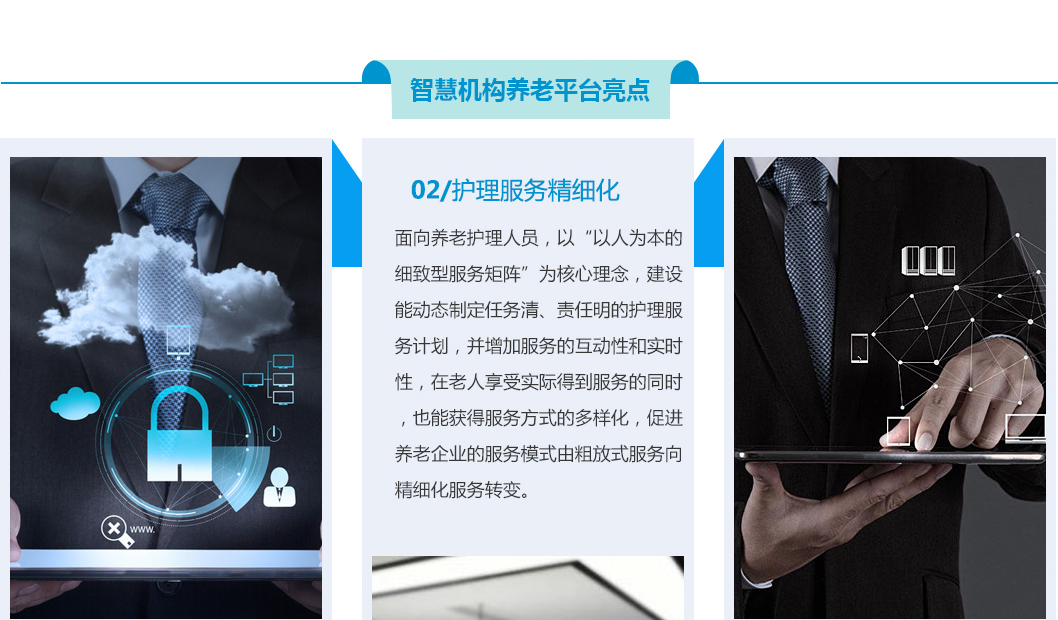 智慧机构养老平台亮点
02/护理服务精细化
面向养老护理人员，以“以人为本的
细致型服务矩阵”为核心理念，建设
能动态制定任务清、责任明的护理服
务计划，并增加服务的互动性和实时
性，在老人享受实际得到服务的同时
，也能获得服务方式的多样化，促进
养老企业的服务模式由粗放式服务向
精细化服务转变。
www.